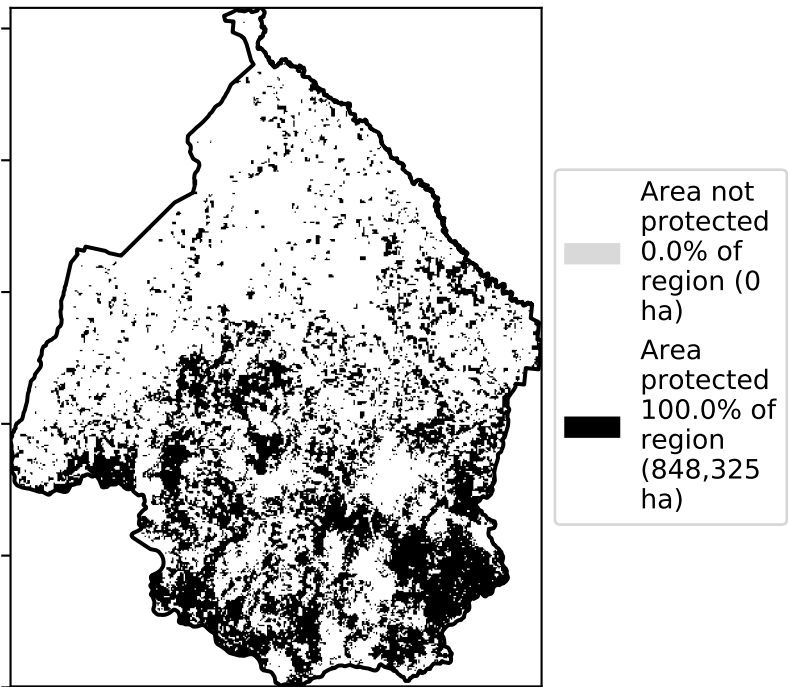 Area not
protected
0.0% of
region (0
ha)
Area
protected
100.0% of
region
(848,325
ha)